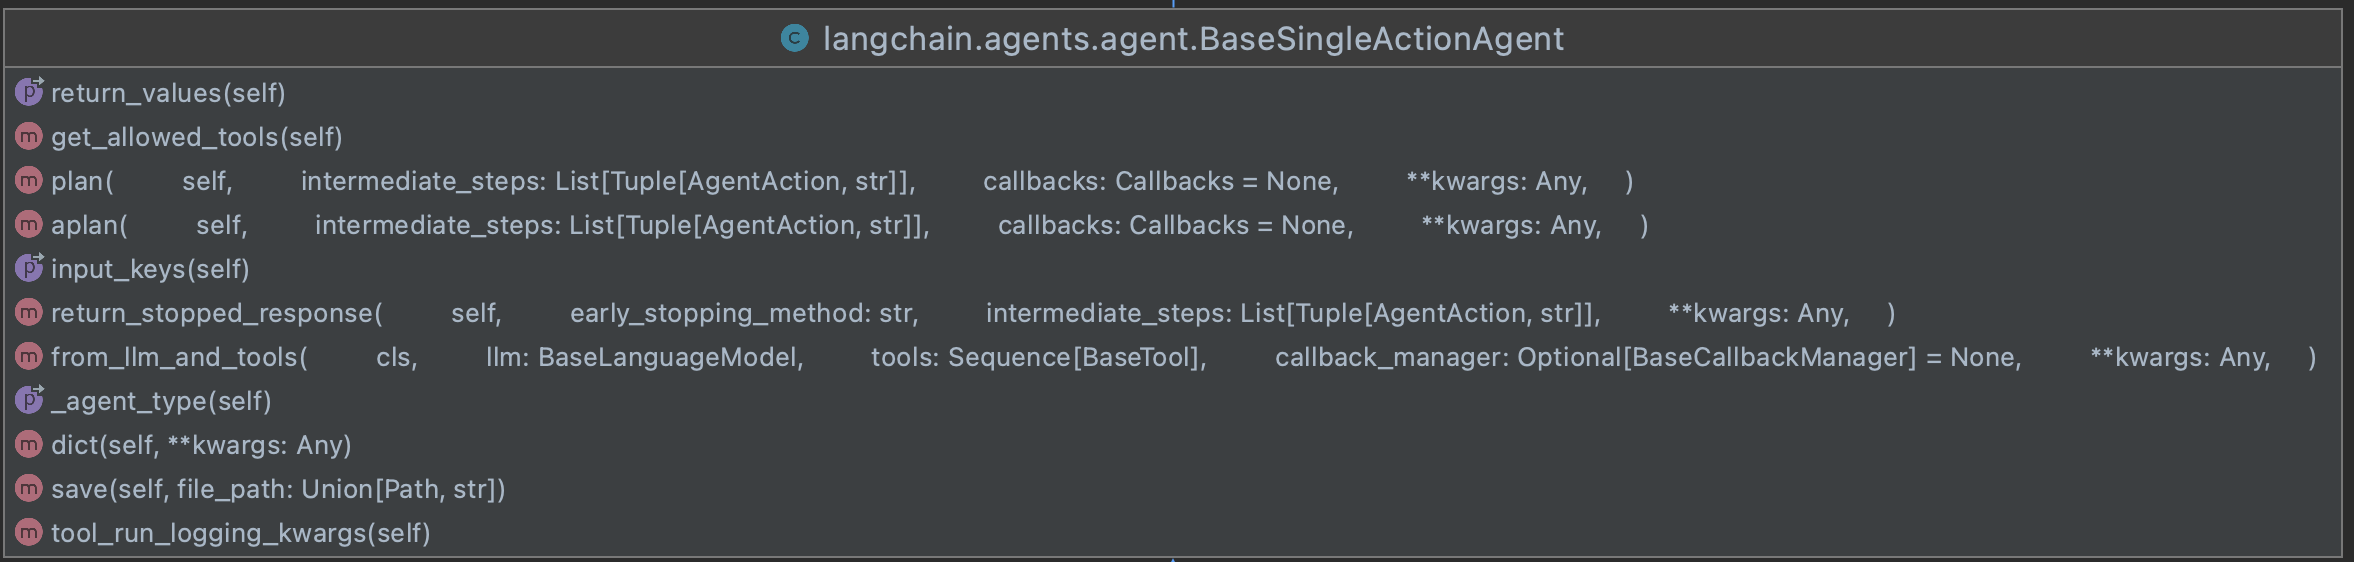 C langchain.agents.agent.BaseSingleActionAgent
p return_values(self)
m get_allowed_tools(self)
m plan( self, intermediate_steps: List[Tuple[AgentAction, str]], callbacks: Callbacks = None, **kwargs: Any, )
m aplan( self, intermediate_steps: List[Tuple[AgentAction, str]], callbacks: Callbacks = None, **kwargs: Any, )
p input_keys(self)
m return_stopped_response( self, early_stopping_method: str, intermediate_steps: List[Tuple[AgentAction, str]], **kwargs: Any, )
m from_llm_and_tools( cls, llm: BaseLanguageModel, tools: Sequence[BaseTool], callback_manager: Optional[BaseCallbackManager] = None, **kwargs: Any, )
p _agent_type(self)
m dict(self, **kwargs: Any)
m save(self, file_path: Union[Path, str])
m tool_run_logging_kwargs(self)